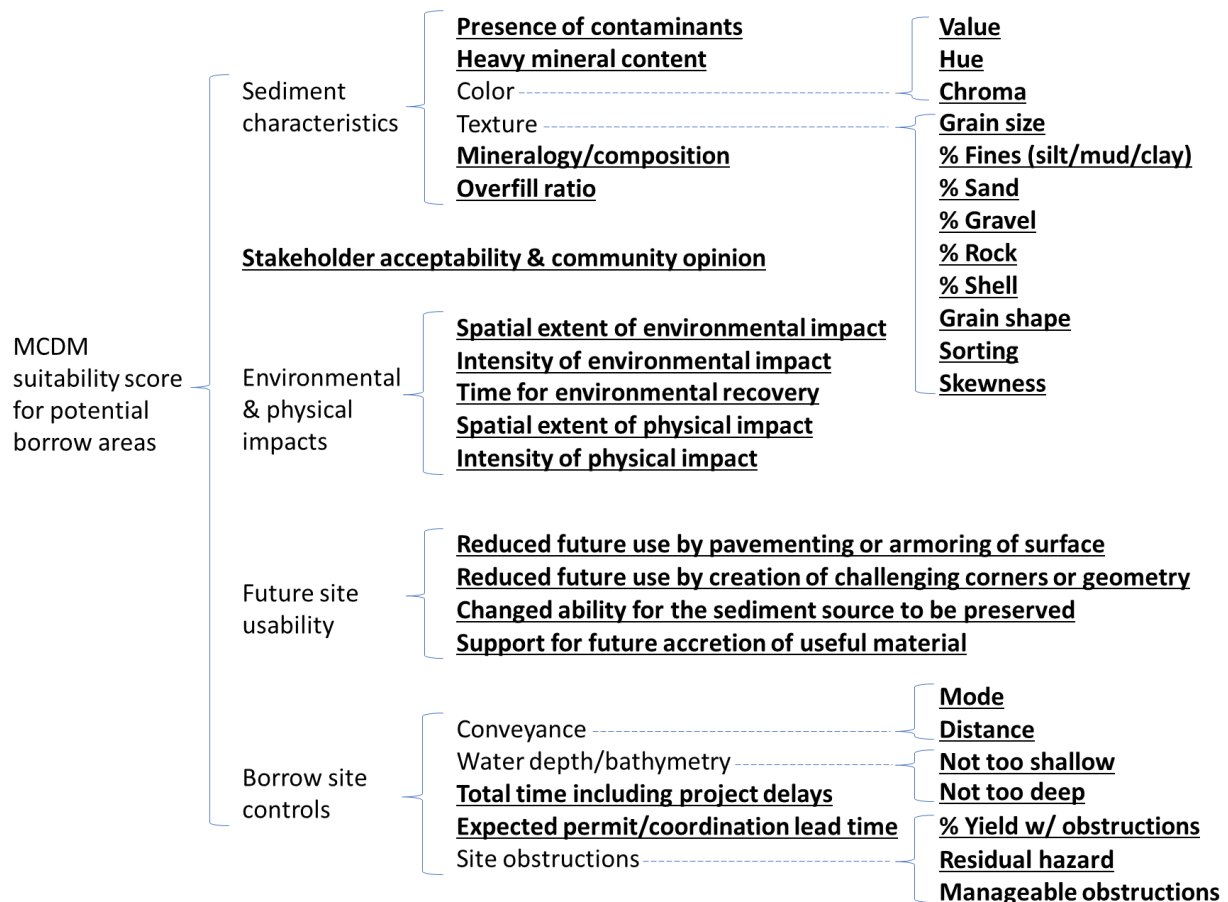 MCDM
suitability score
for potential
borrow areas
Sediment
characteristics
Presence of contaminants
Heavy mineral content
Color
Texture
Mineralogy/composition
Overfill ratio
Value
Hue
Chroma
Grain size
% Fines (silt/mud/clay)
% Sand
% Gravel
% Rock
% Shell
Grain shape
Sorting
Skewness
Stakeholder acceptability & community opinion
Environmental
& physical
impacts
Spatial extent of environmental impact
Intensity of environmental impact
Time for environmental recovery
Spatial extent of physical impact
Intensity of physical impact
Future site
usability
Reduced future use by pavementing or armoring of surface
Reduced future use by creation of challenging corners or geometry
Changed ability for the sediment source to be preserved
Support for future accretion of useful material
Borrow site
controls
Conveyance
Water depth/bathymetry
Total time including project delays
Expected permit/coordination lead time
Site obstructions
Mode
Distance
Not too shallow
Not too deep
% Yield w/ obstructions
Residual hazard
Manageable obstructions